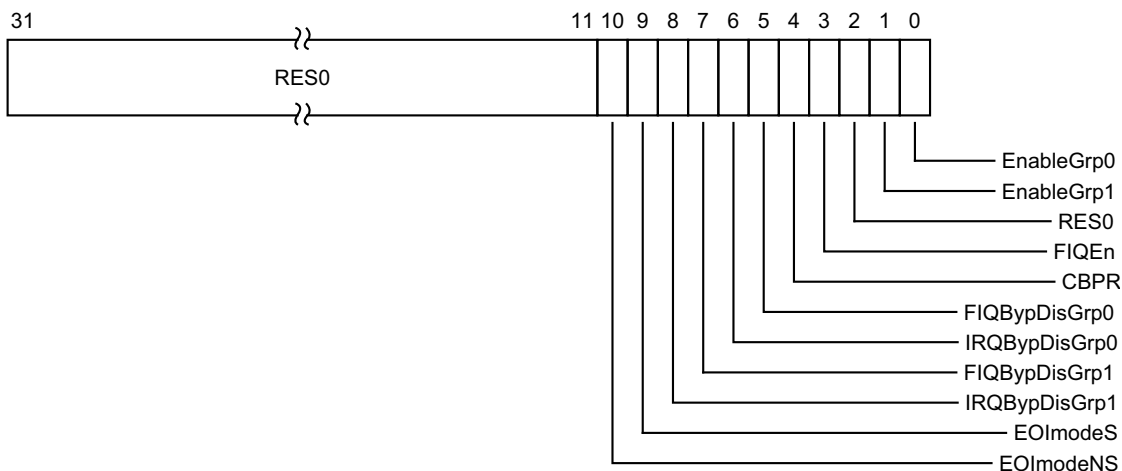 31 11 10 9 8 7 6 5 4 3 2 1 0
RES0
EnableGrp0
EnableGrp1
RES0
FIQEn
CBPR
FIQBypDisGrp0
IRQBypDisGrp0
FIQBypDisGrp1
IRQBypDisGrp1
EOImodeS
EOImodeNS